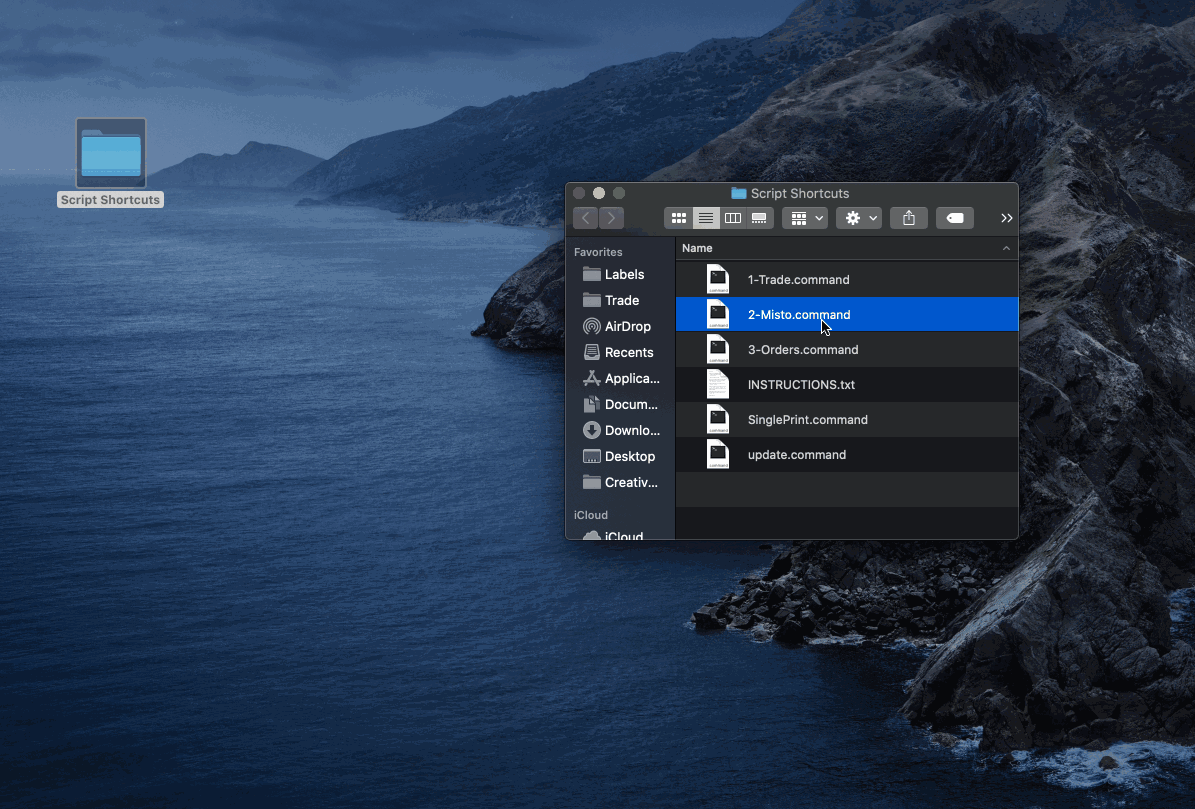 Script Shortcuts
Script Shortcuts
Favorites
Labels
Trade
AirDrop
Recents
Applica...
Docum...
Downlo...
Desktop
Creativ...
iCloud
iCloud
Name
1-Trade.command
2-Misto.command
3-Orders.command
INSTRUCTIONS.txt
SinglePrint.command
update.command